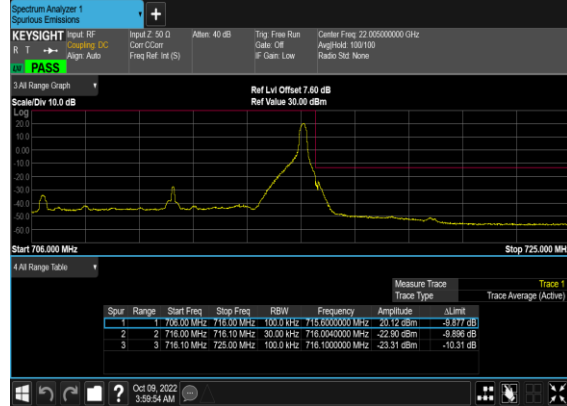 Spectrum Analyzer 1
Spurious Emissions
+
KEYSIGHT Input: RF Input Z: 50 Ω Atten: 40 dB Trig: Free Run Center Freq: 22.005000000 GHz
R T Coupling: DC Corr CCorr Gate: Off Avg|Hold: 100/100
Align: Auto Freq Ref: Int (S) IF Gain: Low Radio Std: None
LW PASS
3 All Range Graph
Ref Lvl Offset 7.60 dB
Scale/Div 10.0 dB Ref Value 30.00 dBm
Log
20.0
10.0
0.00
-10.0
-20.0
-30.0
-40.0
-50.0
-60.0
Start 706.000 MHz Stop 725.000 MH
4 All Range Table
Measure Trace Trace 1
Trace Type Trace Average (Active)
Spur Range Start Freq Stop Freq RBW Frequency Amplitude ΔLimit
1 1 706.00 MHz 716.00 MHz 100.0 kHz 715.6000000 MHz 20.12 dBm -9.877 dB
2 2 716.00 MHz 716.10 MHz 30.00 kHz 716.0040000 MHz -22.90 dBm -9.896 dB
3 3 716.10 MHz 725.00 MHz 100.0 kHz 716.1000000 MHz -23.31 dBm -10.31 dB
? Oct 09, 2022
3:59:54 AM